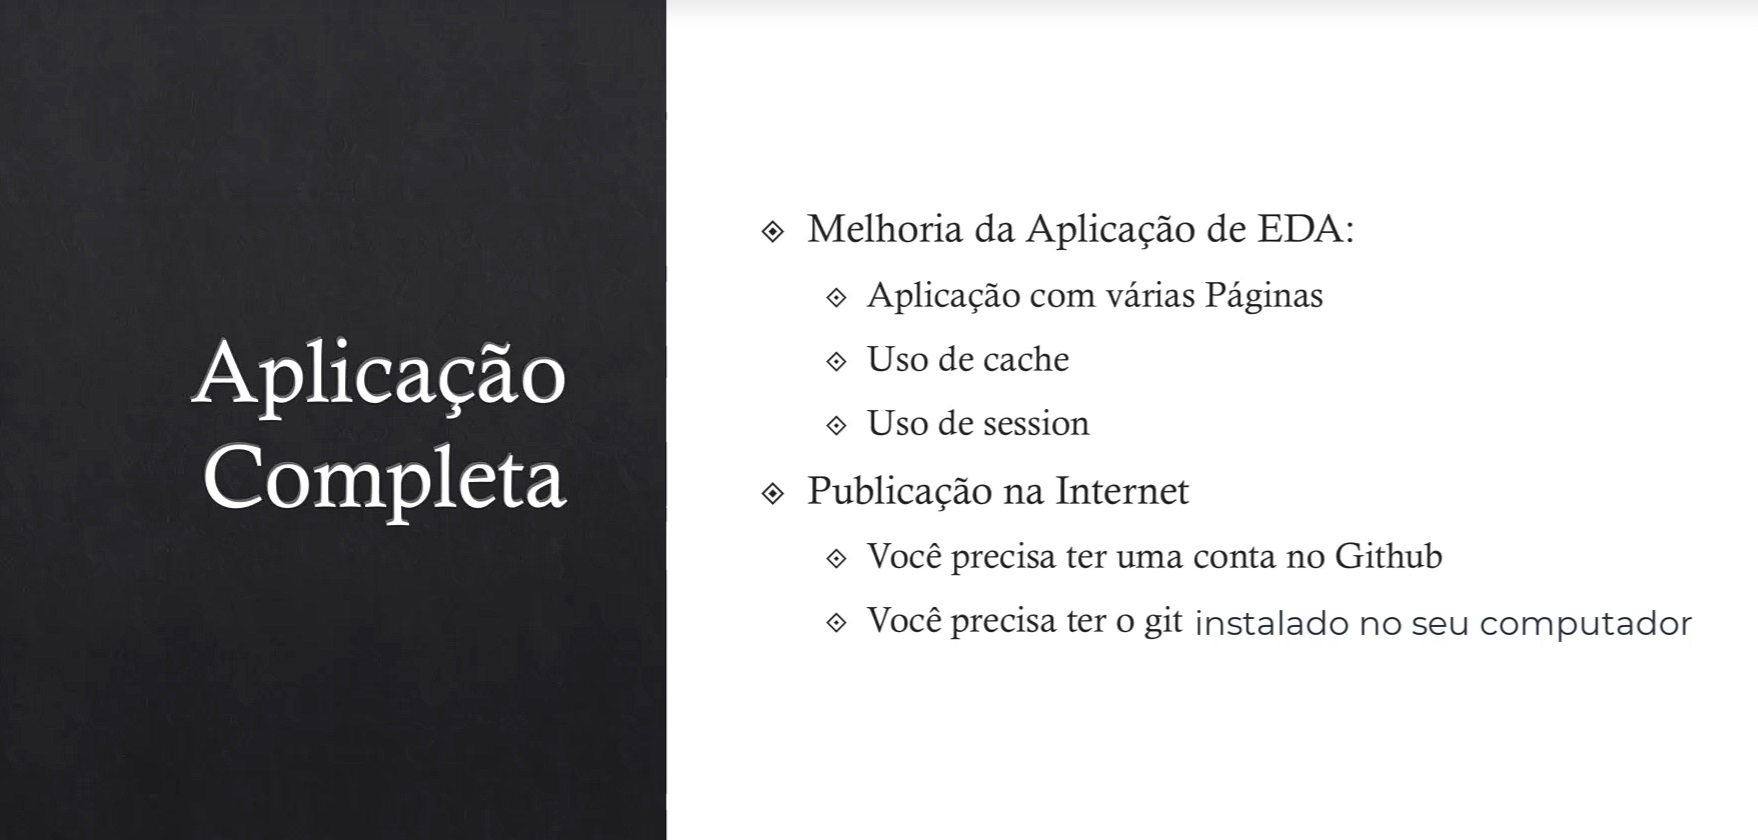 Aplicação
Completa
Melhoria da Aplicação de EDA:
Aplicação com várias Páginas
Uso de cache
Uso de session
Publicação na Internet
Você precisa ter uma conta no Github
Você precisa ter o git instalado no seu computador